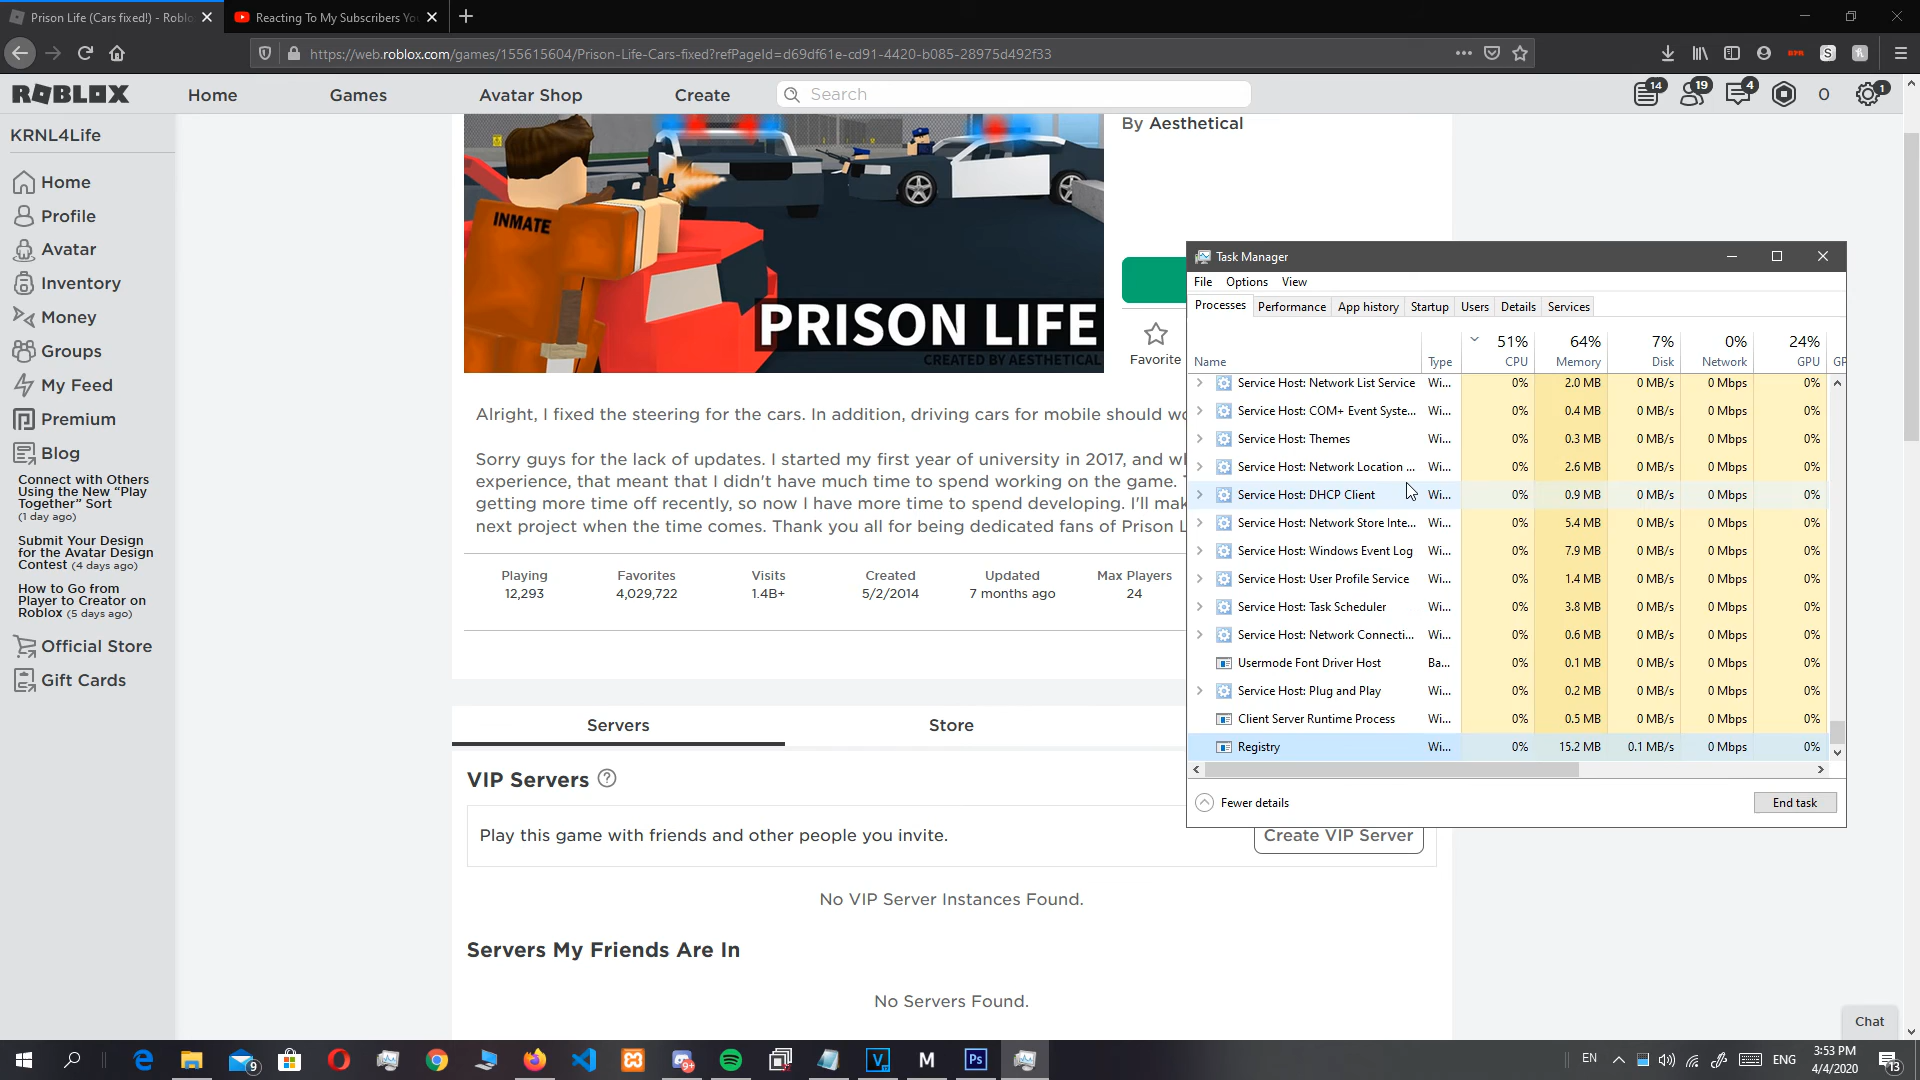 Prison Life (Cars fixed!) - Roblo
Reacting To My Subscribers Yo
https://web.roblox.com/games/155615604/Prison-Life-Cars-fixed?refPageId=d69df61e-cd91-4420-b085-28975d492f33
ROBLOX
Home
Games
Avatar Shop
Create
Search
14
19
4
0
1
KRNL4Life
Home
Profile
Avatar
Inventory
Money
Groups
My Feed
Premium
Blog
Connect with Others
Using the New “Play
Together” Sort
(1 day ago)
Submit Your Design
for the Avatar Design
Contest (4 days ago)
How to Go from
Player to Creator on
Roblox (5 days ago)
Official Store
Gift Cards
INMATE
PRISON LIFE
CREATED BY AESTHETICAL
By Aesthetical
Favorite
Alright, I fixed the steering for the cars. In addition, driving cars for mobile should wo
Sorry guys for the lack of updates. I started my first year of university in 2017, and wh
experience, that meant that I didn't have much time to spend working on the game. T
getting more time off recently, so now I have more time to spend developing. I'll mak
next project when the time comes. Thank you all for being dedicated fans of Prison L
Playing Favorites Visits Created Updated Max Players
12,293 4,029,722 1.4B+ 5/2/2014 7 months ago 24
Servers
Store
VIP Servers
Play this game with friends and other people you invite.
Create VIP Server
No VIP Server Instances Found.
Servers My Friends Are In
No Servers Found.
Chat
Task Manager
File Options View
Processes Performance App history Startup Users Details Services
51% 64% 7% 0% 24%
Name Type CPU Memory Disk Network GPU GP
Service Host: Network List Service Wi... 0% 2.0 MB 0 MB/s 0 Mbps 0%
Service Host: COM+ Event Syste... Wi... 0% 0.4 MB 0 MB/s 0 Mbps 0%
Service Host: Themes Wi... 0% 0.3 MB 0 MB/s 0 Mbps 0%
Service Host: Network Location ... Wi... 0% 2.6 MB 0 MB/s 0 Mbps 0%
Service Host: DHCP Client Wi... 0% 0.9 MB 0 MB/s 0 Mbps 0%
Service Host: Network Store Inte... Wi... 0% 5.4 MB 0 MB/s 0 Mbps 0%
Service Host: Windows Event Log Wi... 0% 7.9 MB 0 MB/s 0 Mbps 0%
Service Host: User Profile Service Wi... 0% 1.4 MB 0 MB/s 0 Mbps 0%
Service Host: Task Scheduler Wi... 0% 3.8 MB 0 MB/s 0 Mbps 0%
Service Host: Network Connecti... Wi... 0% 0.6 MB 0 MB/s 0 Mbps 0%
Usermode Font Driver Host Ba... 0% 0.1 MB 0 MB/s 0 Mbps 0%
Service Host: Plug and Play Wi... 0% 0.2 MB 0 MB/s 0 Mbps 0%
Client Server Runtime Process Wi... 0% 0.5 MB 0 MB/s 0 Mbps 0%
Registry Wi... 0% 15.2 MB 0.1 MB/s 0 Mbps 0%
Fewer details
End task
9
9+
V
M
Ps
EN
ENG
3:53 PM
4/4/2020
13